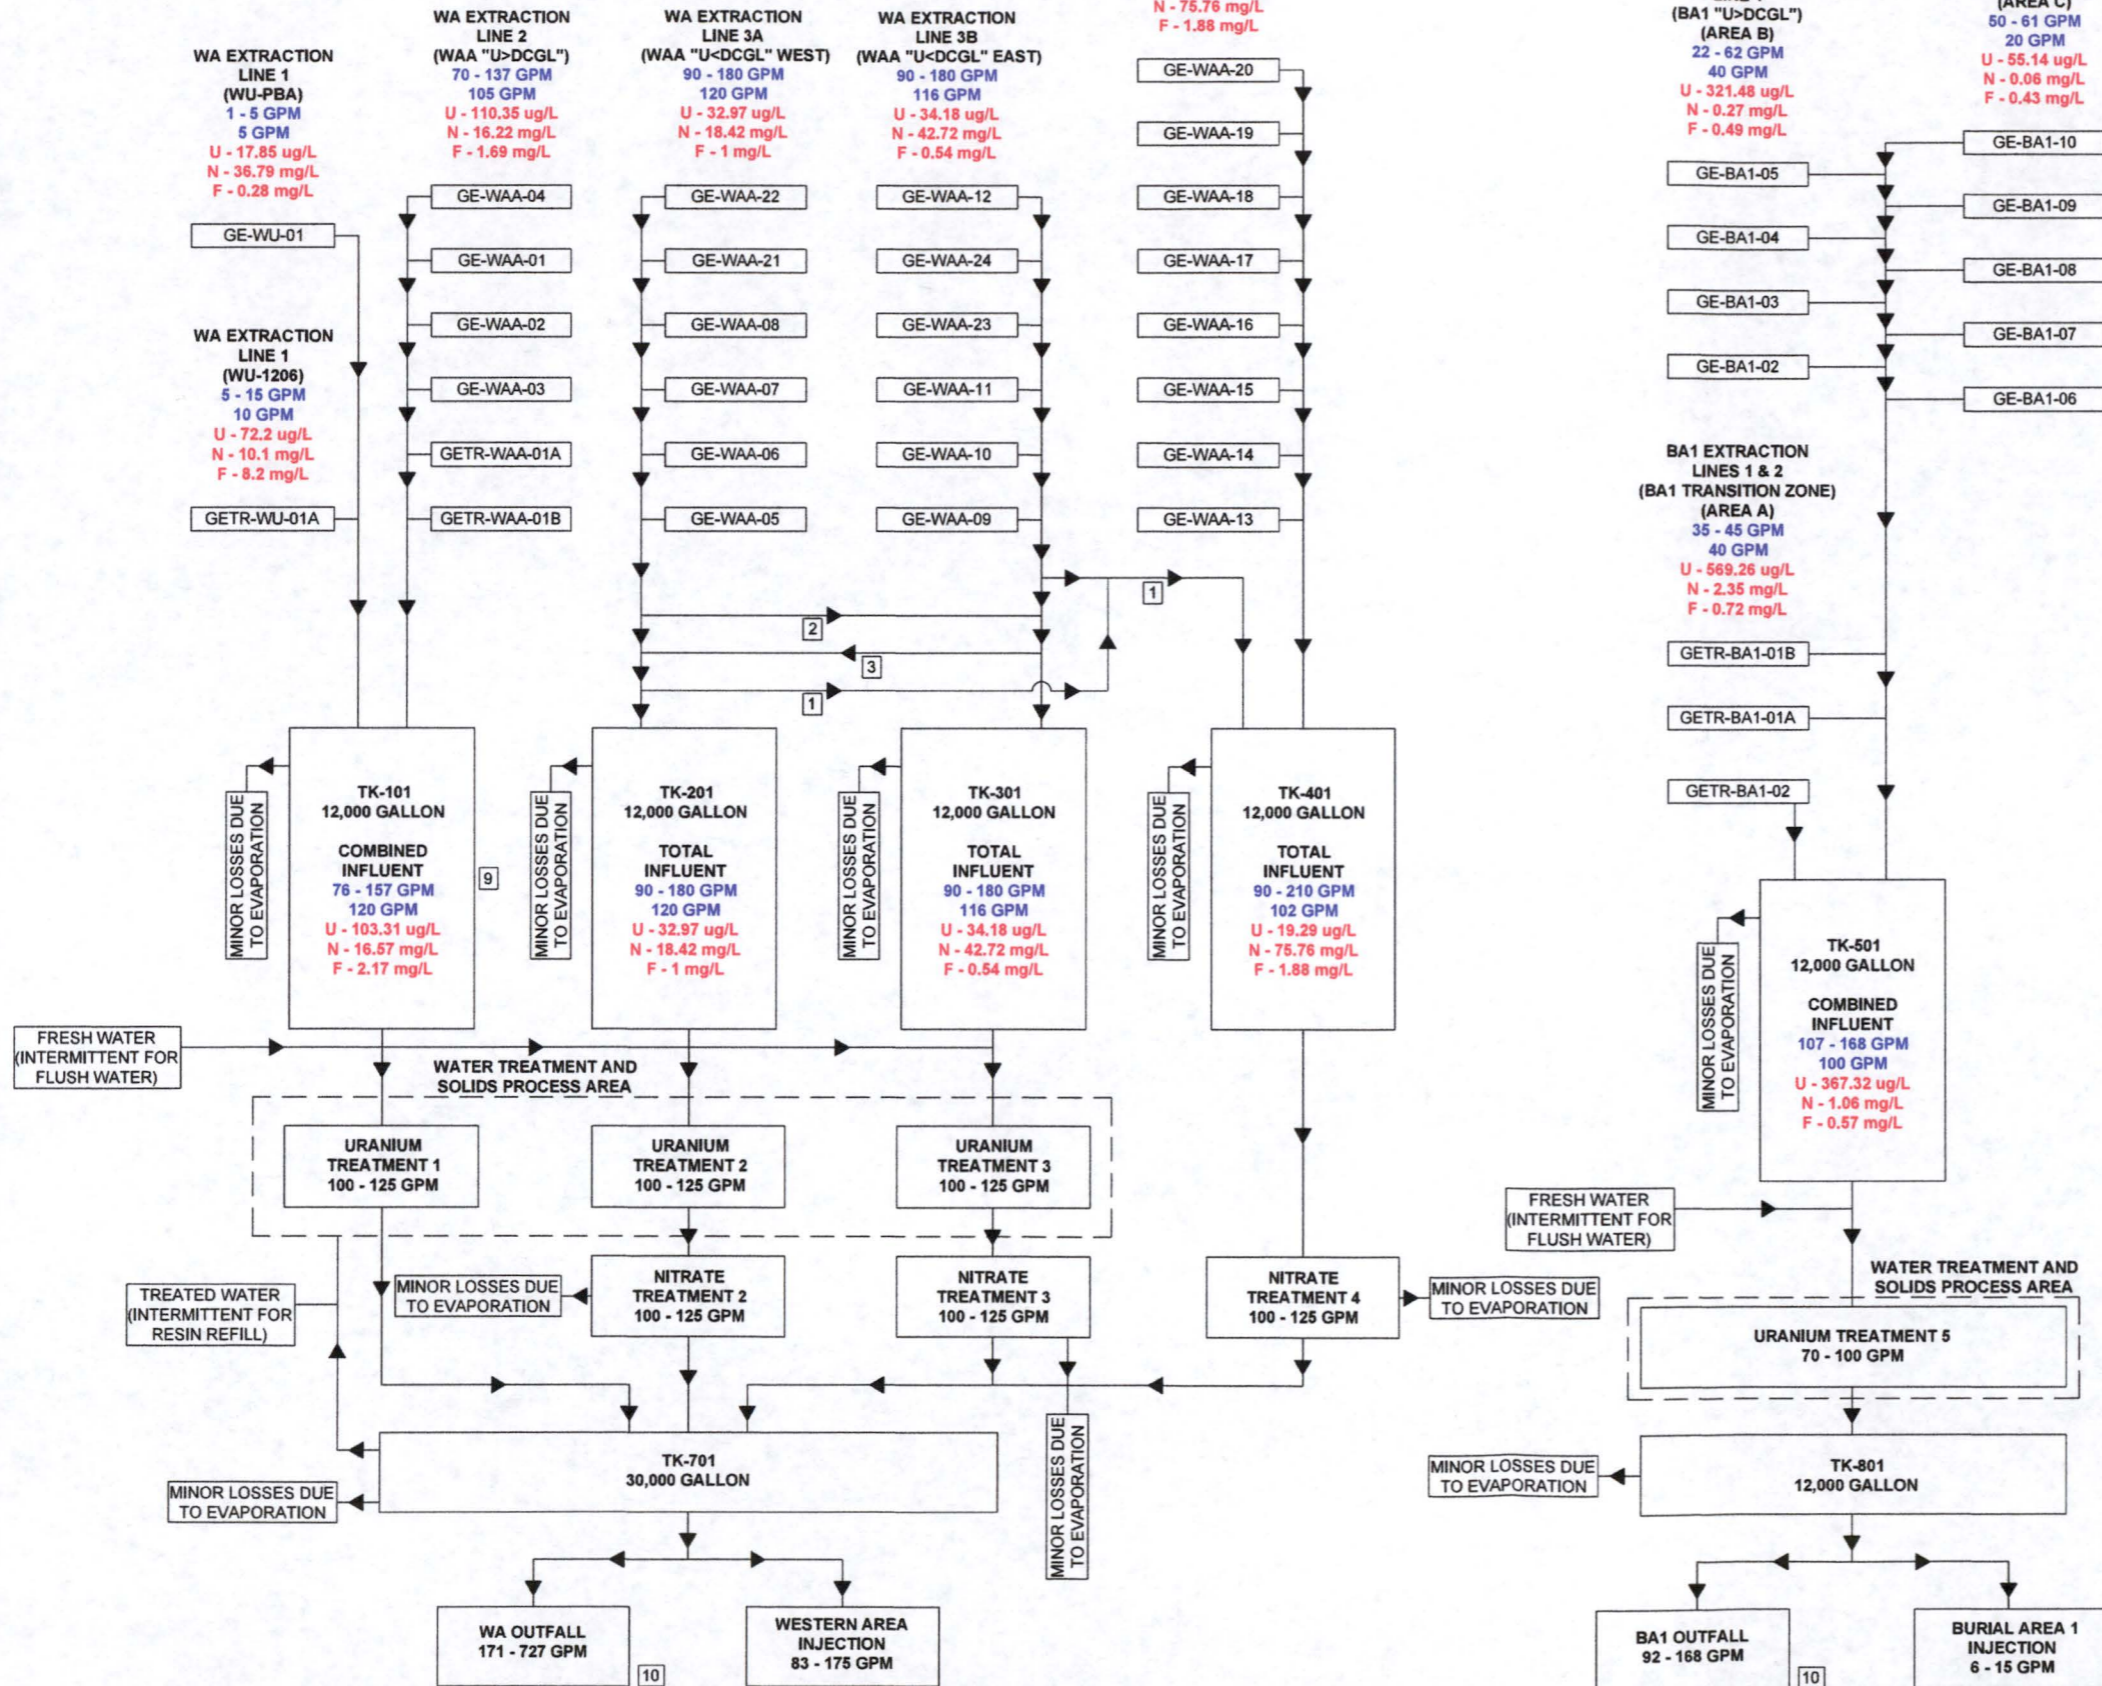 WA EXTRACTION
LINE 1
(WU-PBA)
1 - 5 GPM
5 GPM
U - 17.85 ug/L
N - 36.79 mg/L
F - 0.28 mg/L
GE-WU-01
WA EXTRACTION
LINE 1
(WU-1206)
5 - 15 GPM
10 GPM
U - 72.2 ug/L
N - 10.1 mg/L
F - 8.2 mg/L
GETR-WU-01A
WA EXTRACTION
LINE 2
(WAA "U>DCGL")
70 - 137 GPM
105 GPM
U - 110.35 ug/L
N - 16.22 mg/L
F - 1.69 mg/L
GE-WAA-04
GE-WAA-01
GE-WAA-02
GE-WAA-03
GETR-WAA-01A
GETR-WAA-01B
WA EXTRACTION
LINE 3A
(WAA "U<DCGL" WEST)
90 - 180 GPM
120 GPM
U - 32.97 ug/L
N - 18.42 mg/L
F - 1 mg/L
GE-WAA-22
GE-WAA-21
GE-WAA-08
GE-WAA-07
GE-WAA-06
GE-WAA-05
WA EXTRACTION
LINE 3B
(WAA "U<DCGL" EAST)
90 - 180 GPM
116 GPM
U - 34.18 ug/L
N - 42.72 mg/L
F - 0.54 mg/L
GE-WAA-12
GE-WAA-24
GE-WAA-23
GE-WAA-11
GE-WAA-10
GE-WAA-09
N - 75.76 mg/L
F - 1.88 mg/L
GE-WAA-20
GE-WAA-19
GE-WAA-18
GE-WAA-17
GE-WAA-16
GE-WAA-15
GE-WAA-14
GE-WAA-13
1
2
3
1
(BA1 "U>DCGL")
(AREA B)
22 - 62 GPM
40 GPM
U - 321.48 ug/L
N - 0.27 mg/L
F - 0.49 mg/L
GE-BA1-05
GE-BA1-04
GE-BA1-03
GE-BA1-02
(AREA C)
50 - 61 GPM
20 GPM
U - 55.14 ug/L
N - 0.06 mg/L
F - 0.43 mg/L
GE-BA1-10
GE-BA1-09
GE-BA1-08
GE-BA1-07
GE-BA1-06
BA1 EXTRACTION
LINES 1 & 2
(BA1 TRANSITION ZONE)
(AREA A)
35 - 45 GPM
40 GPM
U - 569.26 ug/L
N - 2.35 mg/L
F - 0.72 mg/L
GETR-BA1-01B
GETR-BA1-01A
GETR-BA1-02
MINOR LOSSES DUE
TO EVAPORATION
TK-101
12,000 GALLON
COMBINED
INFLUENT
76 - 157 GPM
120 GPM
U - 103.31 ug/L
N - 16.57 mg/L
F - 2.17 mg/L
9
MINOR LOSSES DUE
TO EVAPORATION
TK-201
12,000 GALLON
TOTAL
INFLUENT
90 - 180 GPM
120 GPM
U - 32.97 ug/L
N - 18.42 mg/L
F - 1 mg/L
MINOR LOSSES DUE
TO EVAPORATION
TK-301
12,000 GALLON
TOTAL
INFLUENT
90 - 180 GPM
116 GPM
U - 34.18 ug/L
N - 42.72 mg/L
F - 0.54 mg/L
MINOR LOSSES DUE
TO EVAPORATION
TK-401
12,000 GALLON
TOTAL
INFLUENT
90 - 210 GPM
102 GPM
U - 19.29 ug/L
N - 75.76 mg/L
F - 1.88 mg/L
MINOR LOSSES DUE
TO EVAPORATION
TK-501
12,000 GALLON
COMBINED
INFLUENT
107 - 168 GPM
100 GPM
U - 367.32 ug/L
N - 1.06 mg/L
F - 0.57 mg/L
FRESH WATER
(INTERMITTENT FOR
FLUSH WATER)
WATER TREATMENT AND
SOLIDS PROCESS AREA
URANIUM
TREATMENT 1
100 - 125 GPM
URANIUM
TREATMENT 2
100 - 125 GPM
URANIUM
TREATMENT 3
100 - 125 GPM
TREATED WATER
(INTERMITTENT FOR
RESIN REFILL)
MINOR LOSSES DUE
TO EVAPORATION
NITRATE
TREATMENT 2
100 - 125 GPM
NITRATE
TREATMENT 3
100 - 125 GPM
NITRATE
TREATMENT 4
100 - 125 GPM
MINOR LOSSES DUE
TO EVAPORATION
MINOR LOSSES DUE
TO EVAPORATION
TK-701
30,000 GALLON
MINOR LOSSES DUE
TO EVAPORATION
WA OUTFALL
171 - 727 GPM
10
WESTERN AREA
INJECTION
83 - 175 GPM
FRESH WATER
(INTERMITTENT FOR
FLUSH WATER)
WATER TREATMENT AND
SOLIDS PROCESS AREA
URANIUM TREATMENT 5
70 - 100 GPM
MINOR LOSSES DUE
TO EVAPORATION
TK-801
12,000 GALLON
BA1 OUTFALL
92 - 168 GPM
10
BURIAL AREA 1
INJECTION
6 - 15 GPM